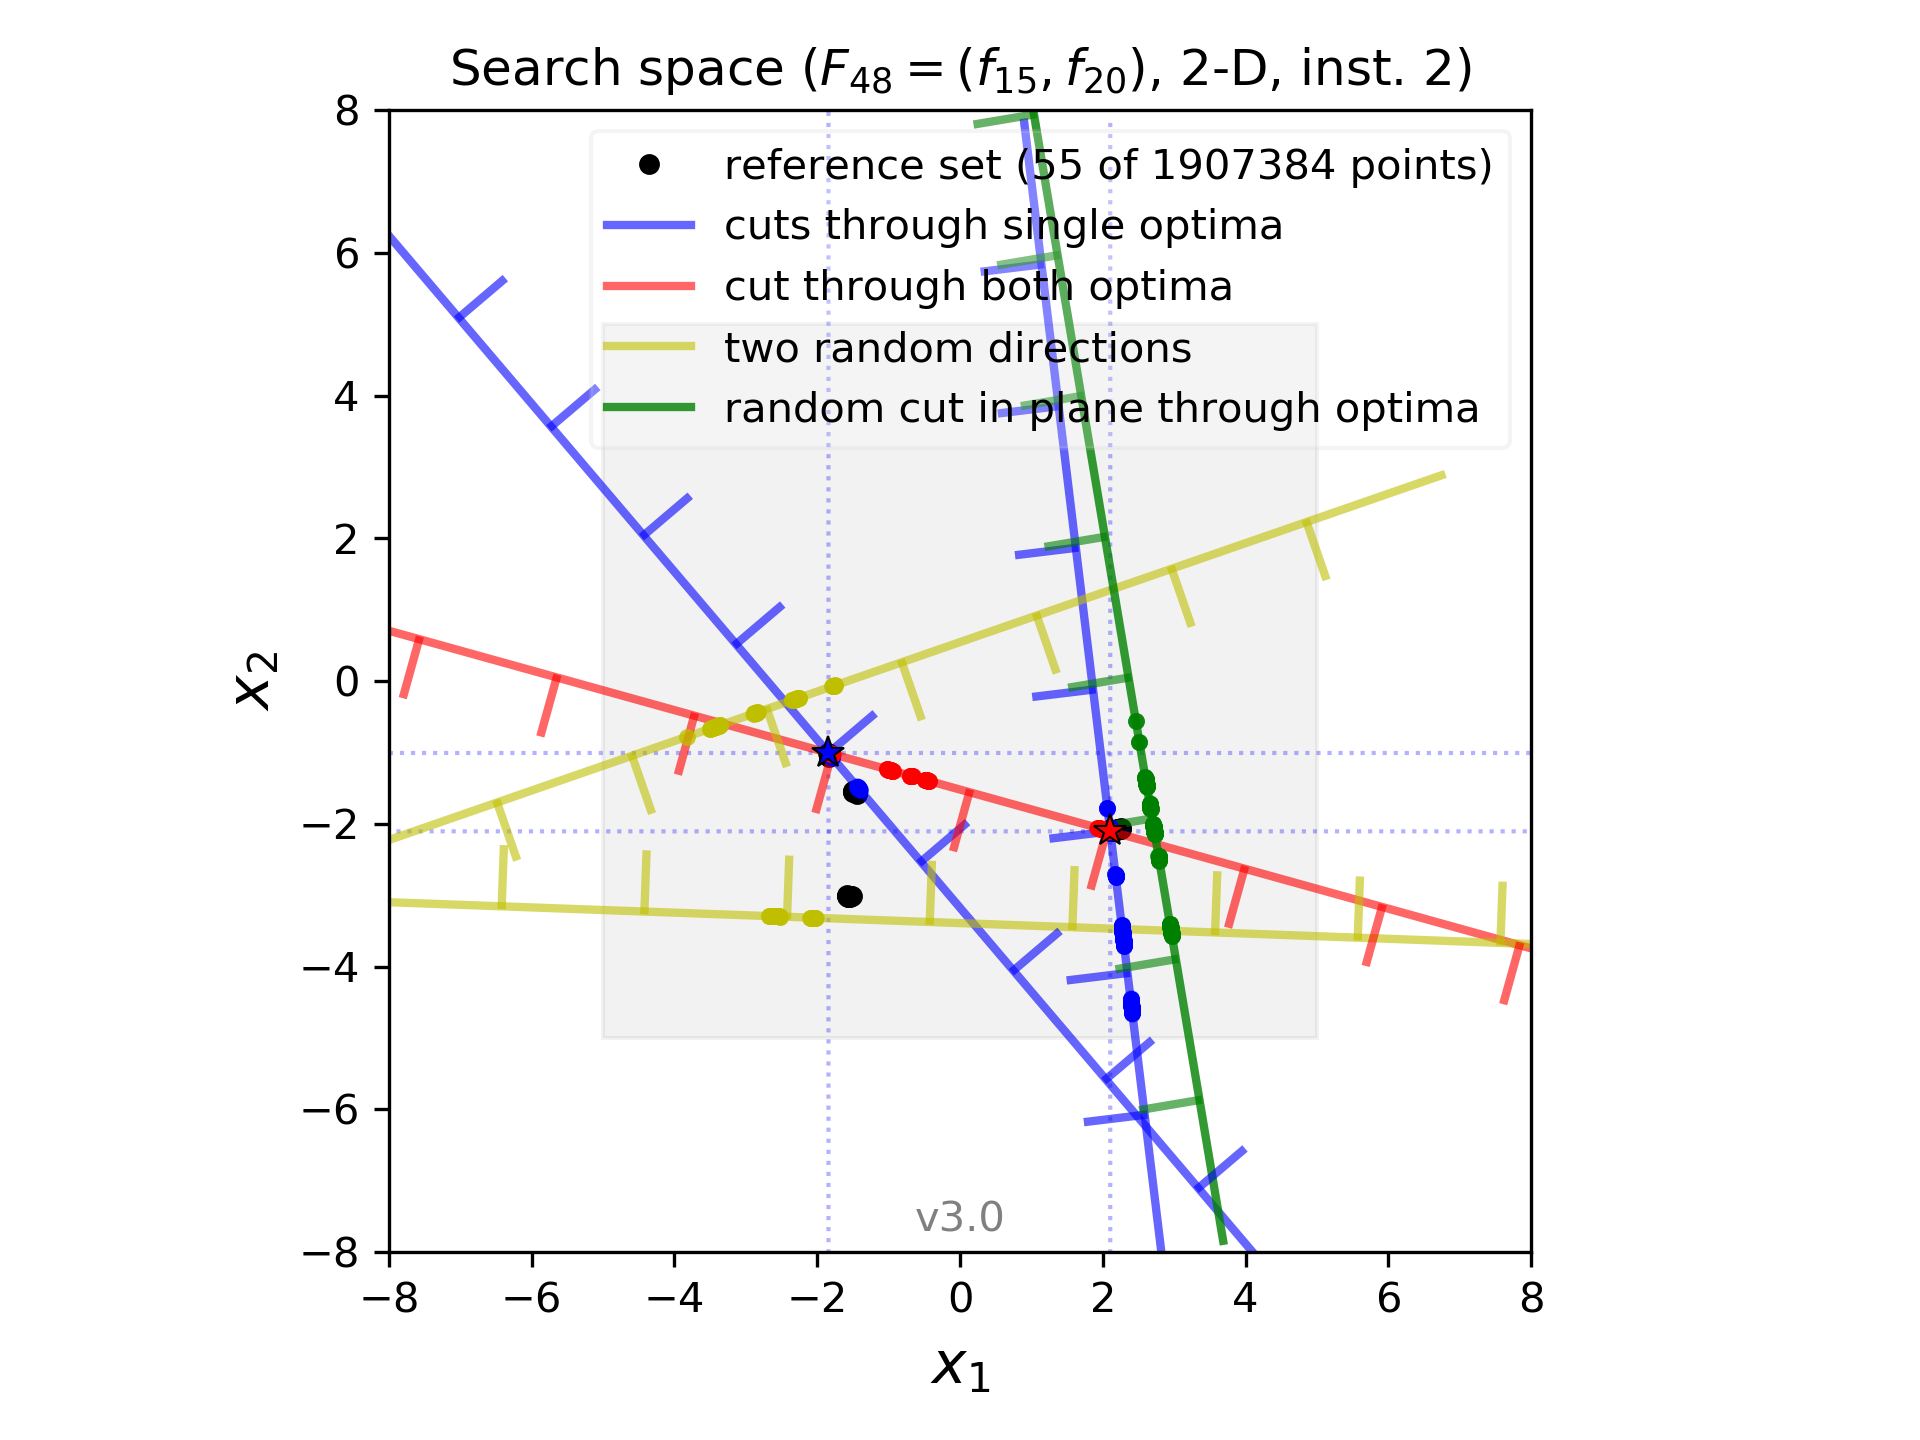 Search space (F48 = (f15, f20), 2-D, inst. 2)
reference set (55 of 1907384 points)
cuts through single optima
cut through both optima
two random directions
random cut in plane through optima
8
6
4
2
0
−2
−4
−6
−8
x2
v3.0
−8 −6 −4 −2 0 2 4 6 8
x1